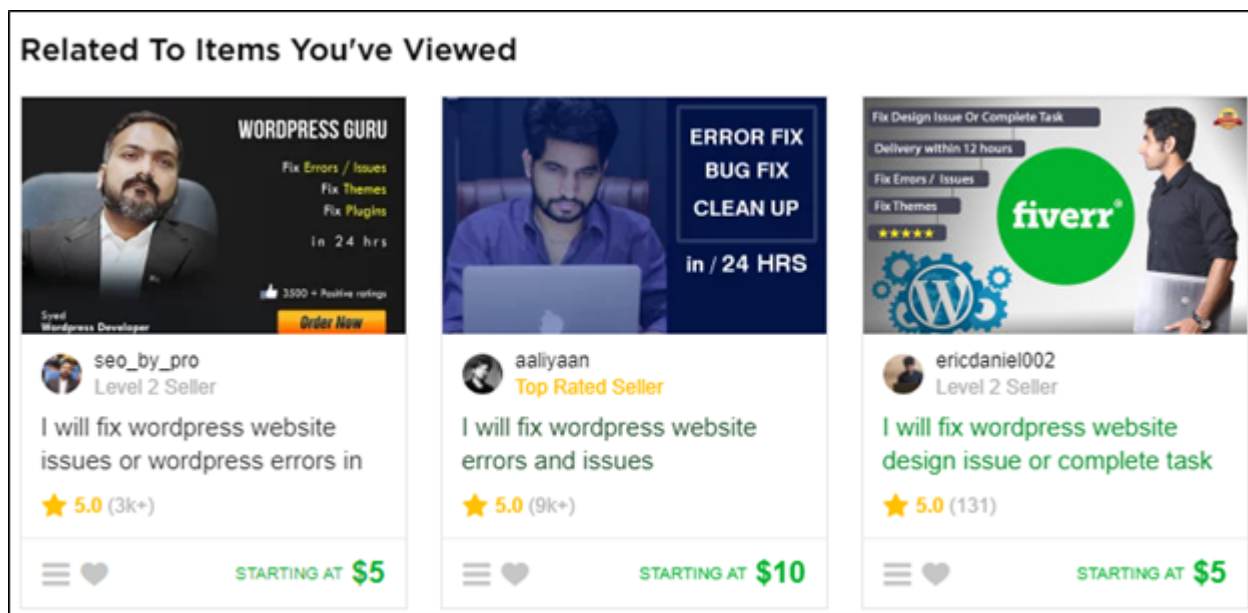 Related To Items You've Viewed
WORDPRESS GURU
Fix Errors / Issues
Fix Themes
Fix Plugins
in 24 hrs
3500 + Positive ratings
Syed
Wordpress Developer
Order Now
seo_by_pro
Level 2 Seller
I will fix wordpress website
issues or wordpress errors in
5.0 (3k+)
STARTING AT $5
ERROR FIX
BUG FIX
CLEAN UP
in / 24 HRS
aaliyaan
Top Rated Seller
I will fix wordpress website
errors and issues
5.0 (9k+)
STARTING AT $10
Fix Design Issue Or Complete Task
Delivery within 12 hours
Fix Errors / Issues
Fix Themes
fiverr®
W
ericdaniel002
Level 2 Seller
I will fix wordpress website
design issue or complete task
5.0 (131)
STARTING AT $5